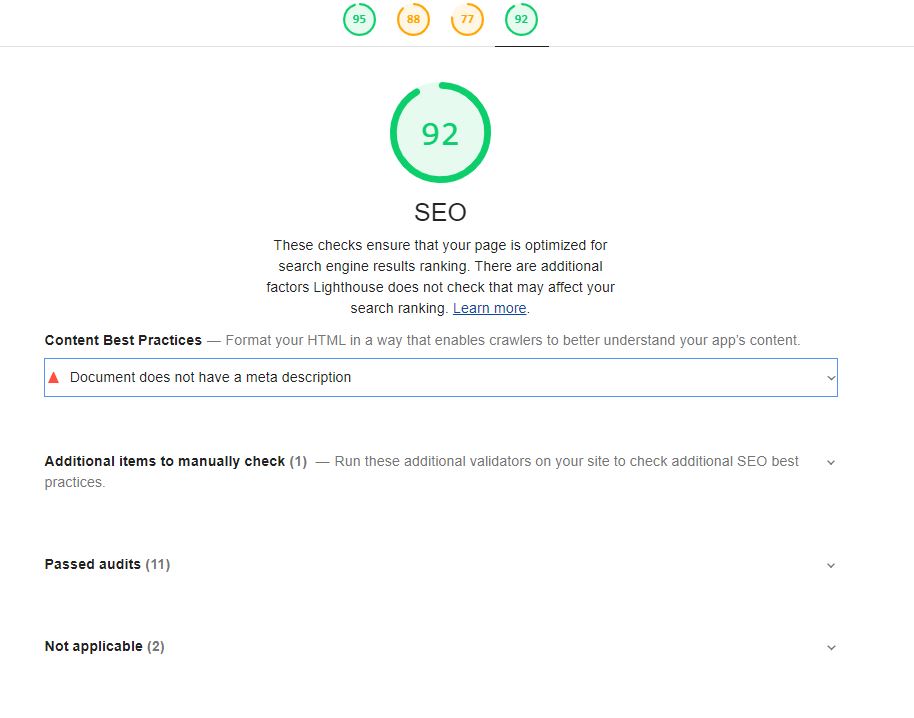 95 88 77 92
92
SEO
These checks ensure that your page is optimized for
search engine results ranking. There are additional
factors Lighthouse does not check that may affect your
search ranking. Learn more.
Content Best Practices — Format your HTML in a way that enables crawlers to better understand your app's content.
Document does not have a meta description
Additional items to manually check (1) — Run these additional validators on your site to check additional SEO best
practices.
Passed audits (11)
Not applicable (2)